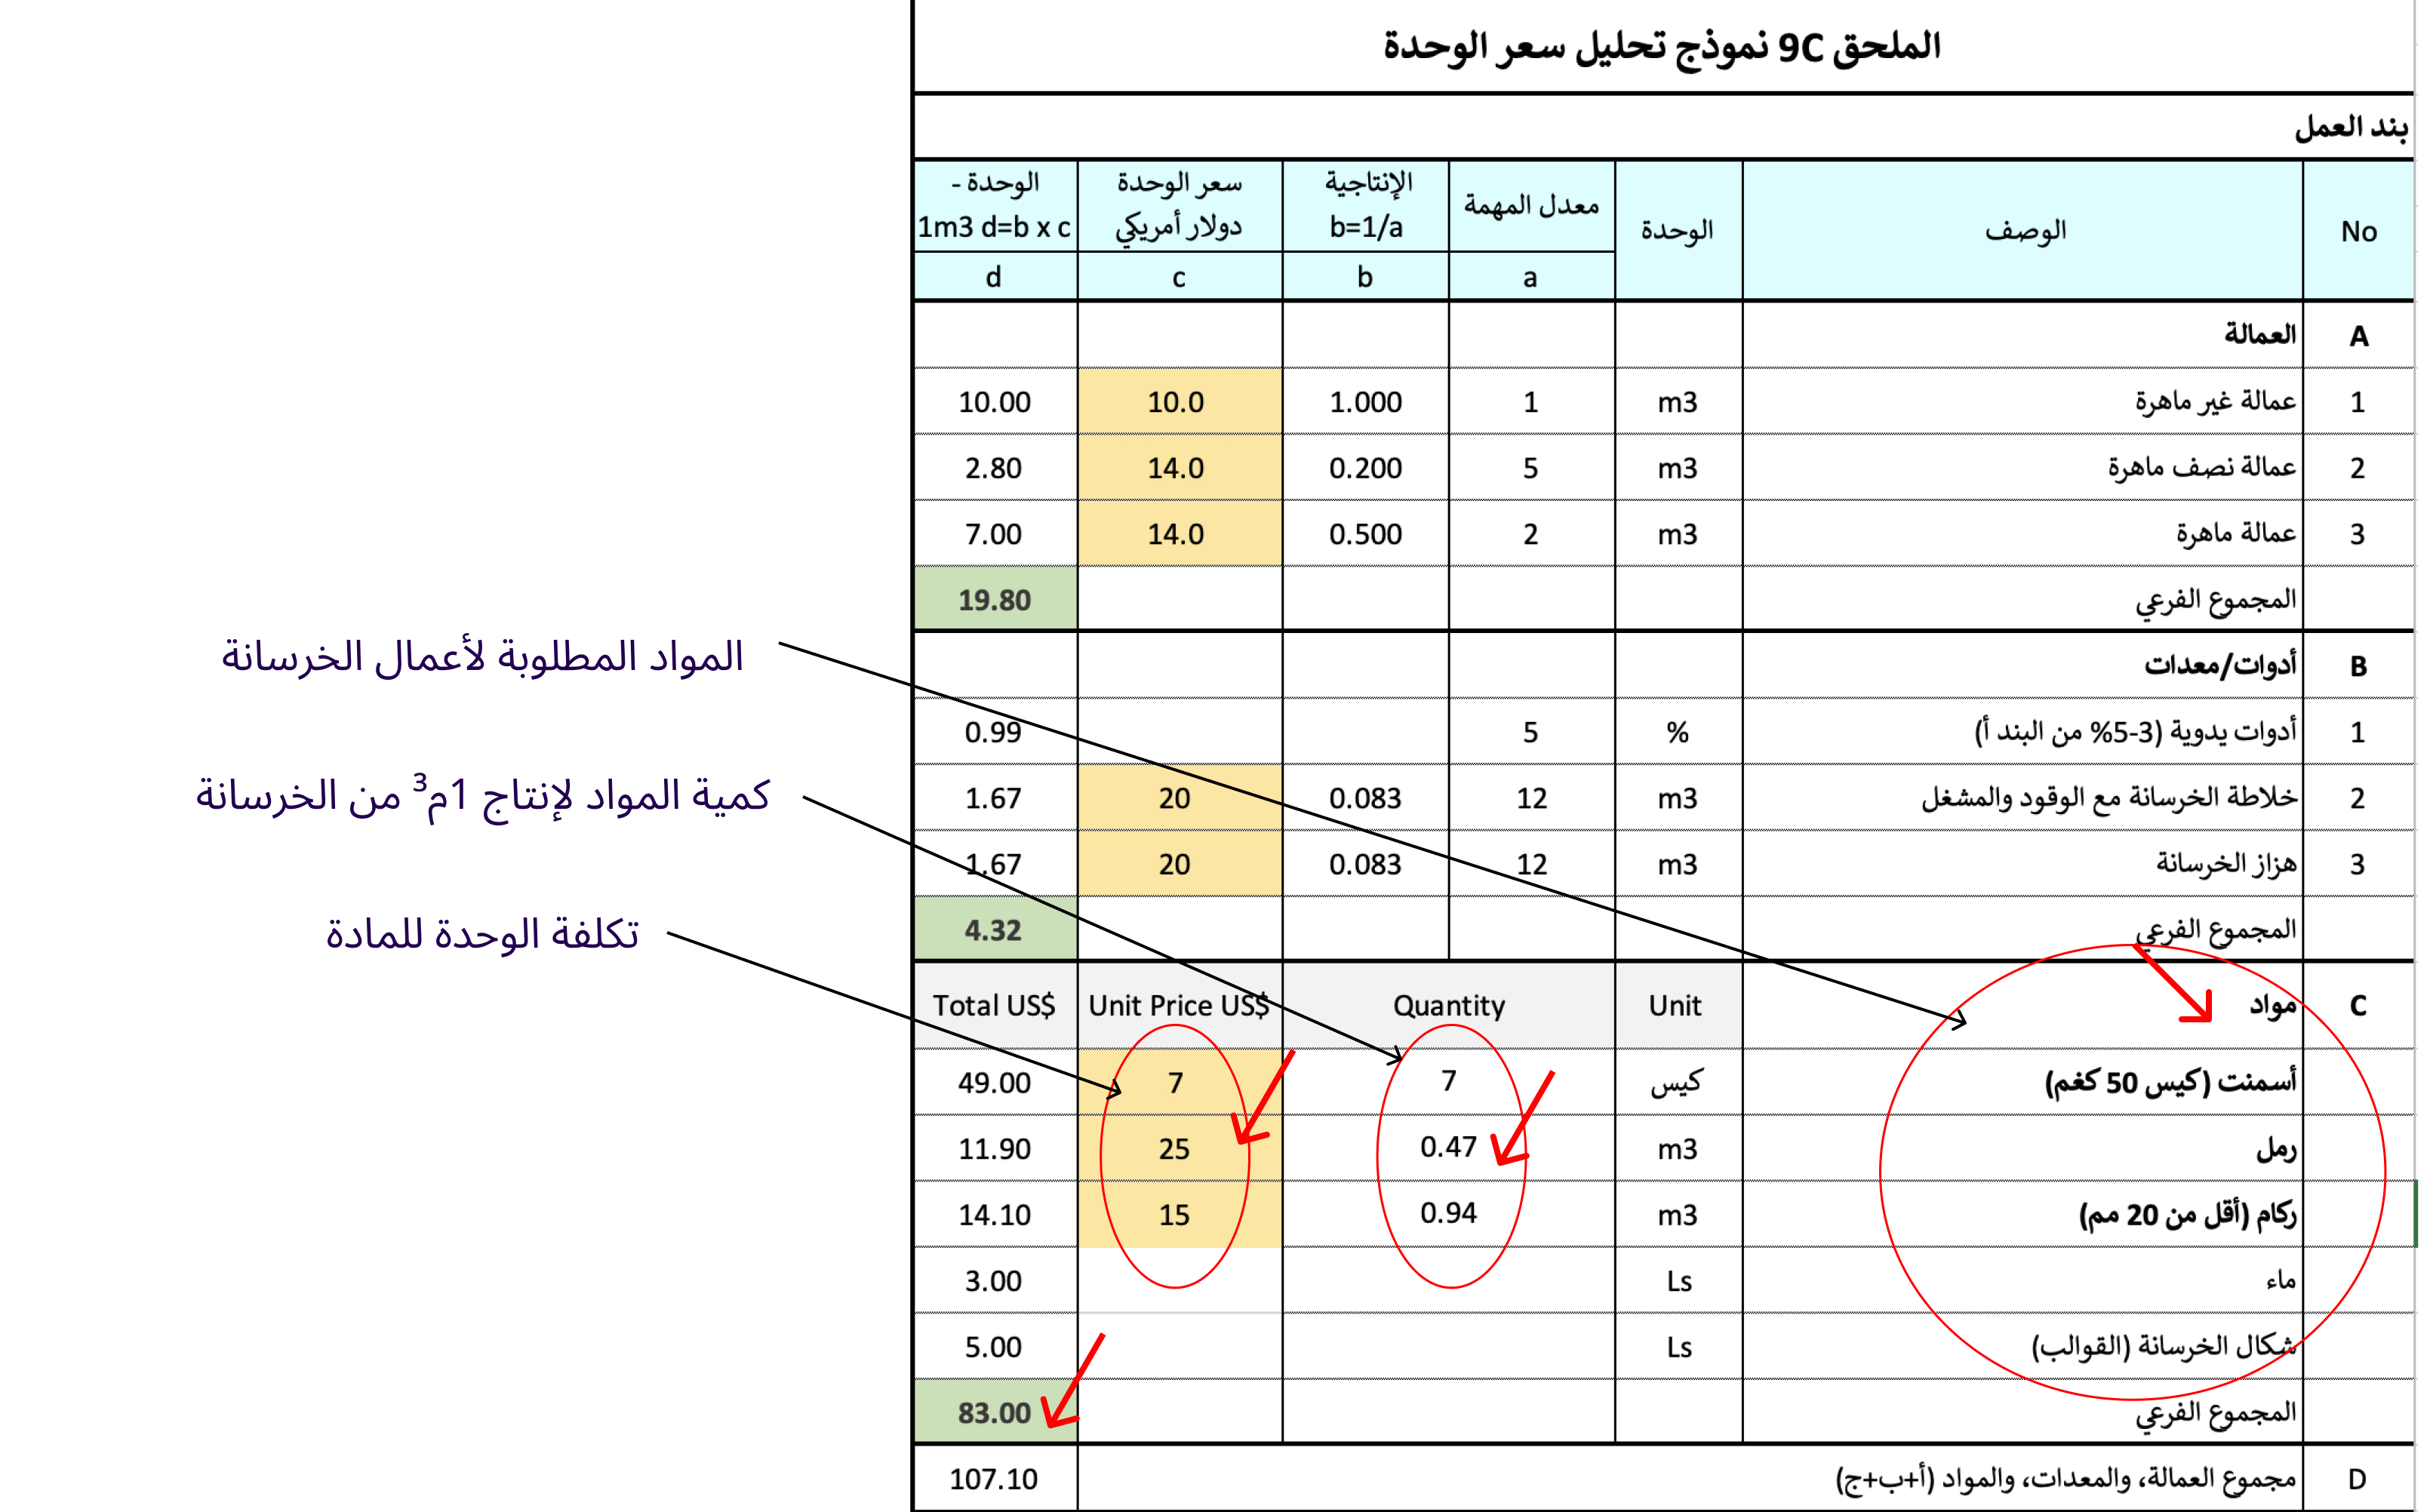 الملحق 9C نموذج تحليل سعر الوحدة
بند العمل
No الوصف الوحدة معدل المهمة الإنتاجية b=1/a سعر الوحدة دولار أمريكي الوحدة - 1m3 d=b x c
a b c d
A العمالة
1 عمالة غير ماهرة m3 1 1.000 10.0 10.00
2 عمالة نصف ماهرة m3 5 0.200 14.0 2.80
3 عمالة ماهرة m3 2 0.500 14.0 7.00
المجموع الفرعي 19.80
B أدوات/معدات
1 أدوات يدوية (3-5% من البند أ) % 5 0.99
2 خلاطة الخرسانة مع الوقود والمشغل m3 12 0.083 20 1.67
3 هزاز الخرسانة m3 12 0.083 20 1.67
المجموع الفرعي 4.32
C مواد Unit Quantity Unit Price US$ Total US$
أسمنت (كيس 50 كغم) كيس 7 7 49.00
رمل m3 0.47 25 11.90
ركام (أقل من 20 مم) m3 0.94 15 14.10
ماء Ls 3.00
شكال الخرسانة (القوالب) Ls 5.00
المجموع الفرعي 83.00
D مجموع العمالة، والمعدات، والمواد (أ+ب+ج) 107.10
المواد المطلوبة لأعمال الخرسانة
كمية المواد لإنتاج 1م³ من الخرسانة
تكلفة الوحدة للمادة